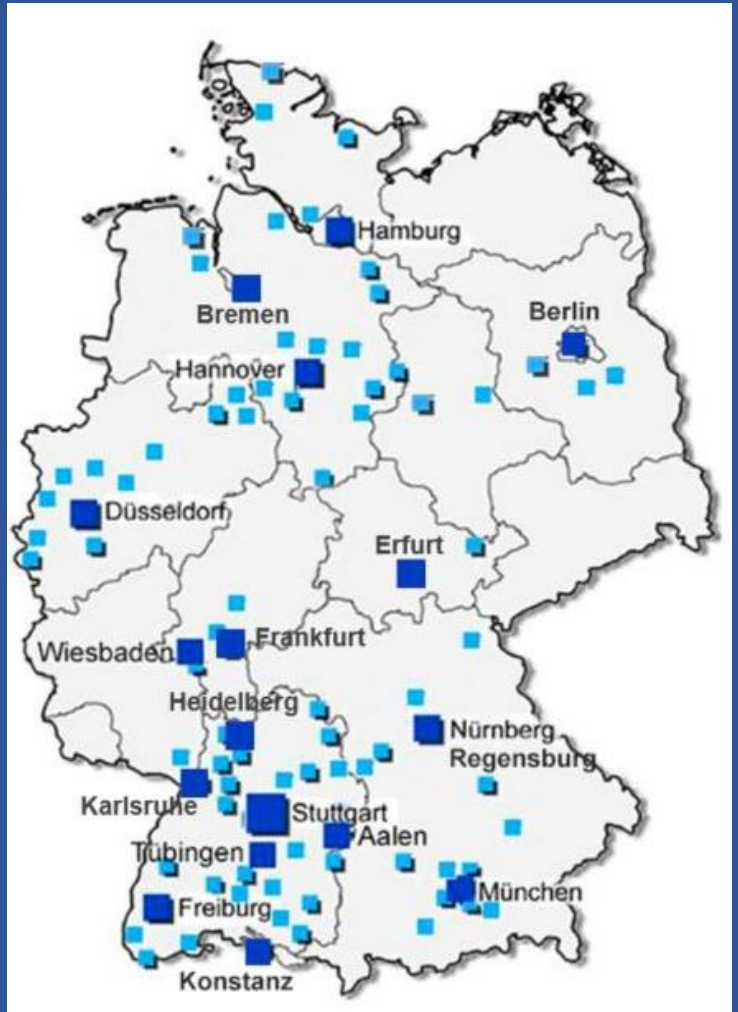 Hamburg
Bremen
Berlin
Hannover
Düsseldorf
Erfurt
Wiesbaden
Frankfurt
Heidelberg
Nürnberg
Regensburg
Karlsruhe
Stuttgart
Aalen
Tübingen
München
Freiburg
Konstanz